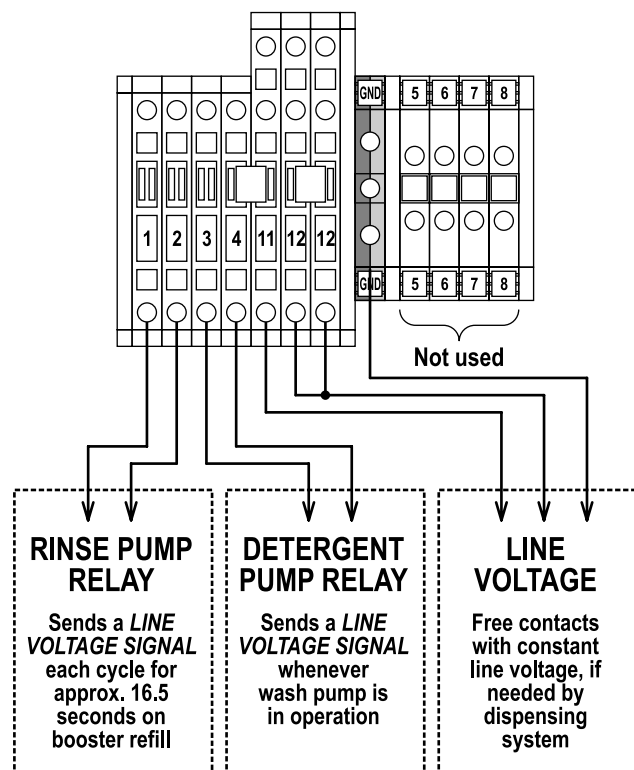 GND 5 6 7 8
1 2 3 4 11 12 12
GND 5 6 7 8
Not used
RINSE PUMP
RELAY
Sends a LINE
VOLTAGE SIGNAL
each cycle for
approx. 16.5
seconds on
booster refill
DETERGENT
PUMP RELAY
Sends a LINE
VOLTAGE SIGNAL
whenever
wash pump is
in operation
LINE
VOLTAGE
Free contacts
with constant
line voltage, if
needed by
dispensing
system